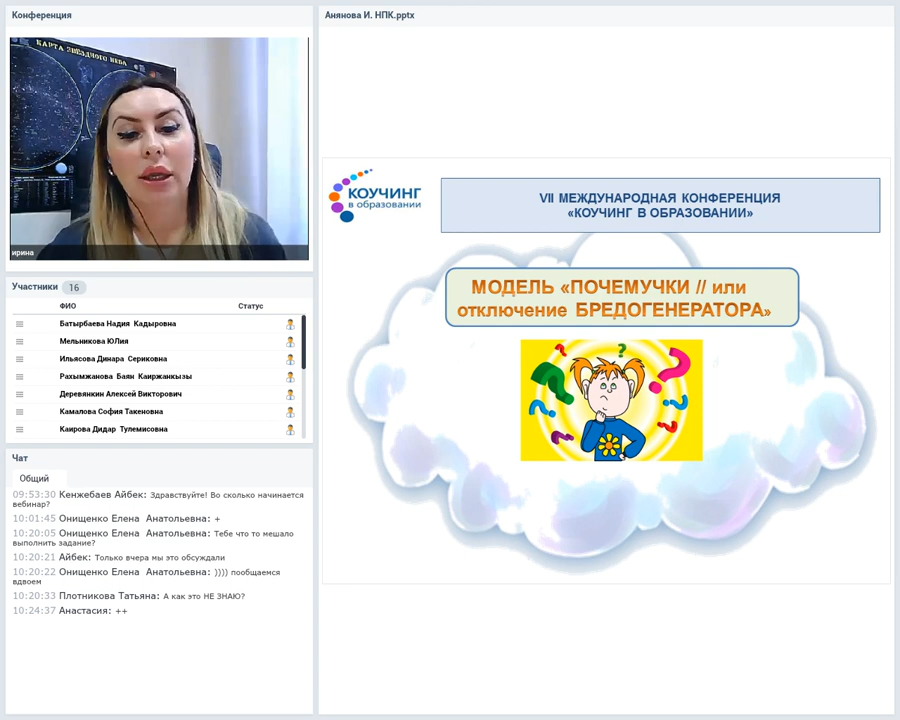 Конференция
КАРТА ЗВЁЗДНОГО НЕБА
ирина
Участники 16
ФИО Статус
Батырбаева Надия Кадыровна
Мельникова ЮЛия
Ильясова Динара Сериковна
Рахымжанова Баян Каиржанкызы
Деревянкин Алексей Викторович
Камалова София Такеновна
Каирова Дидар Тулемисовна
Чат
Общий
09:53:30 Кенжебаев Айбек: Здравствуйте! Во сколько начинается
вебинар?
10:01:45 Онищенко Елена Анатольевна: +
10:20:05 Онищенко Елена Анатольевна: Тебе что то мешало
выполнить задание?
10:20:21 Айбек: Только вчера мы это обсуждали
10:20:22 Онищенко Елена Анатольевна: )))) пообщаемся
вдвоем
10:20:33 Плотникова Татьяна: А как это НЕ ЗНАЮ?
10:24:37 Анастасия: ++
Анянова И. НПК.pptx
КОУЧИНГ
в образовании
VII МЕЖДУНАРОДНАЯ КОНФЕРЕНЦИЯ
«КОУЧИНГ В ОБРАЗОВАНИИ»
МОДЕЛЬ «ПОЧЕМУЧКИ // или
отключение БРЕДОГЕНЕРАТОРА»